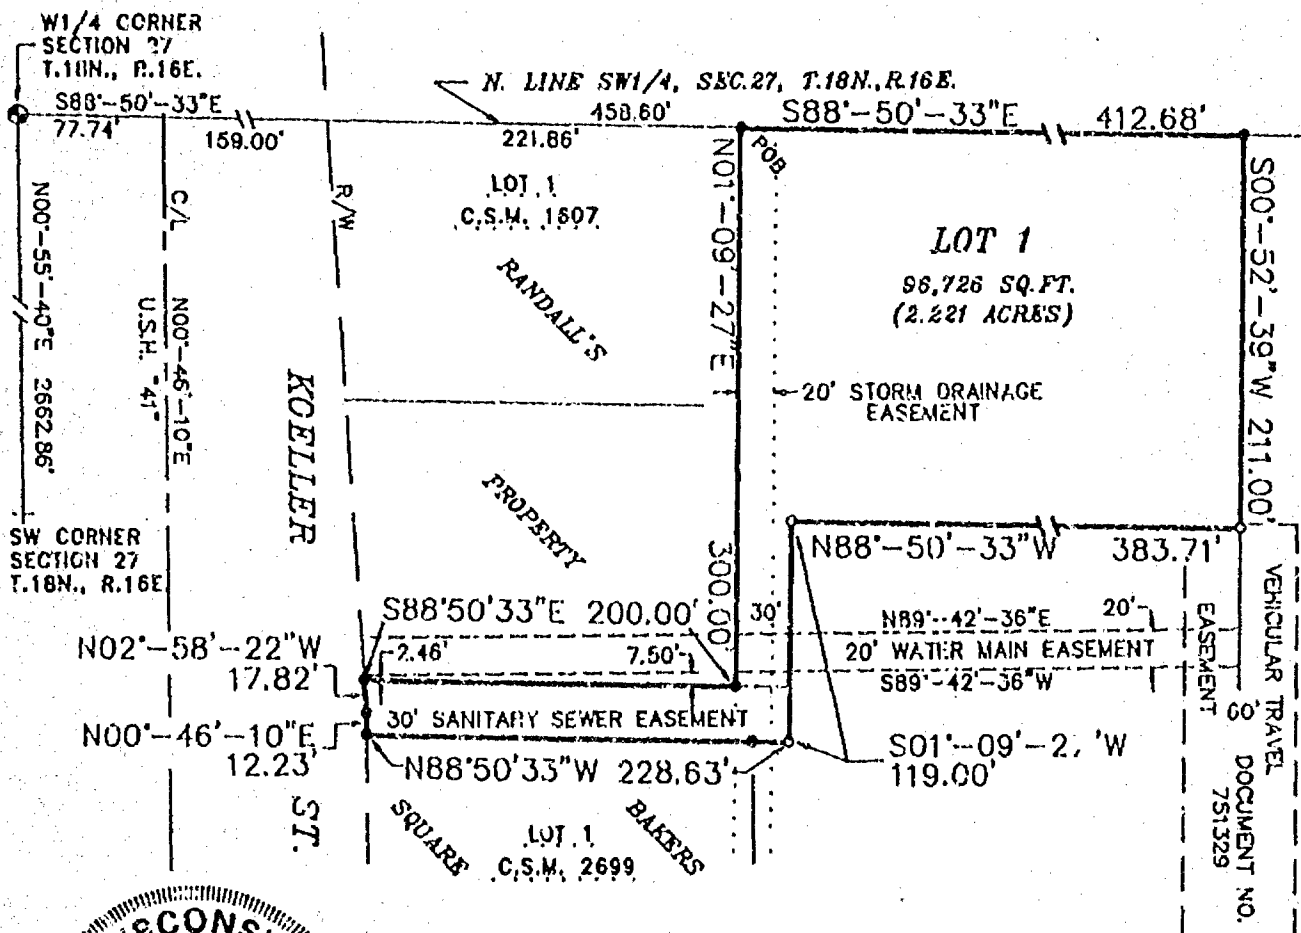 W1/4 CORNER
SECTION 27
T.18N., R.16E.
S88°-50'-33"E
77.74'
159.00'
N. LINE SW1/4, SEC.27, T.18N.,R.16E.
458.60'
221.86'
S88°-50'-33"E 412.68'
POB
LOT 1
C.S.M. 1607
RANDALL'S
PROPERTY
N01°-09'-27"E
300.00'
LOT 1
96,726 SQ.FT.
(2.221 ACRES)
S00°-52'-39"W 211.00'
20' STORM DRAINAGE
EASEMENT
R/W
C/L
N00°-46'-10"E
U.S.H. "41"
N00°-55'-40"E 2662.86'
KOELLER
ST.
SW CORNER
SECTION 27
T.18N., R.16E
N88°-50'-33"W 383.71'
S88°50'33"E 200.00'
30'
N89°-42'-36"E
20'
20' WATER MAIN EASEMENT
S89°-42'-36"W
N02°-58'-22"W
17.82'
2.46'
7.50'
30' SANITARY SEWER EASEMENT
N00°-46'-10"E
12.23'
N88°50'33"W 228.63'
S01°-09'-2 'W
119.00'
SQUARE
BAKERS
LOT 1
C.S.M. 2699
VEHICULAR TRAVEL
EASEMENT
60'
DOCUMENT NO.
751329
SCONS